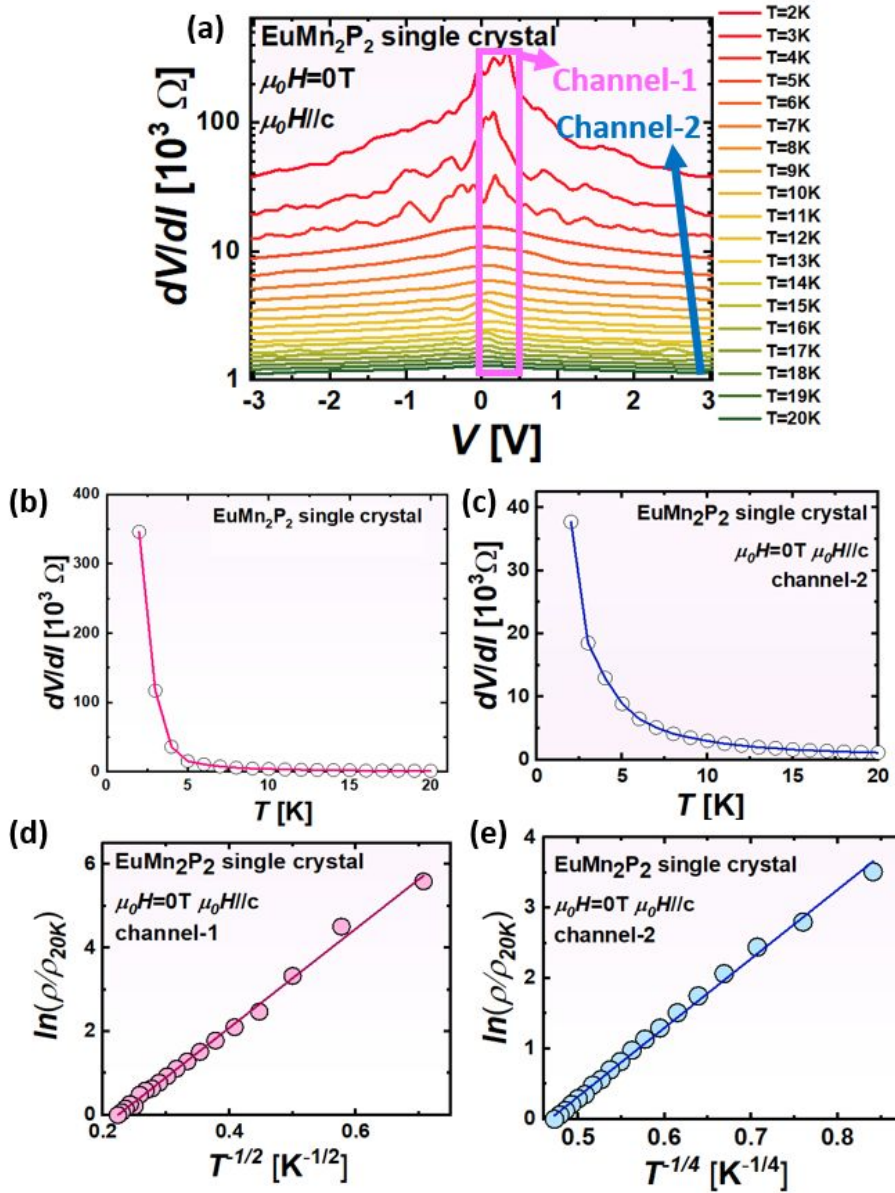 (a)
EuMn₂P₂ single crystal
μ₀H=0T
μ₀H//c
Channel-1
Channel-2
dV/dI [10³ Ω]
100
10
1
-3 -2 -1 0 1 2 3
V [V]
T=2K
T=3K
T=4K
T=5K
T=6K
T=7K
T=8K
T=9K
T=10K
T=11K
T=12K
T=13K
T=14K
T=15K
T=16K
T=17K
T=18K
T=19K
T=20K
(b)
EuMn₂P₂ single crystal
dV/dI [10³ Ω]
400
300
200
100
0
0 5 10 15 20
T [K]
(c)
EuMn₂P₂ single crystal
μ₀H=0T μ₀H//c
channel-2
dV/dI [10³ Ω]
40
30
20
10
0
0 5 10 15 20
T [K]
(d)
EuMn₂P₂ single crystal
μ₀H=0T μ₀H//c
channel-1
ln(ρ/ρ₂₀K)
6
4
2
0
0.2 0.4 0.6
T⁻¹/² [K⁻¹/²]
(e)
EuMn₂P₂ single crystal
μ₀H=0T μ₀H//c
channel-2
ln(ρ/ρ₂₀K)
4
3
2
1
0
0.5 0.6 0.7 0.8
T⁻¹/⁴ [K⁻¹/⁴]